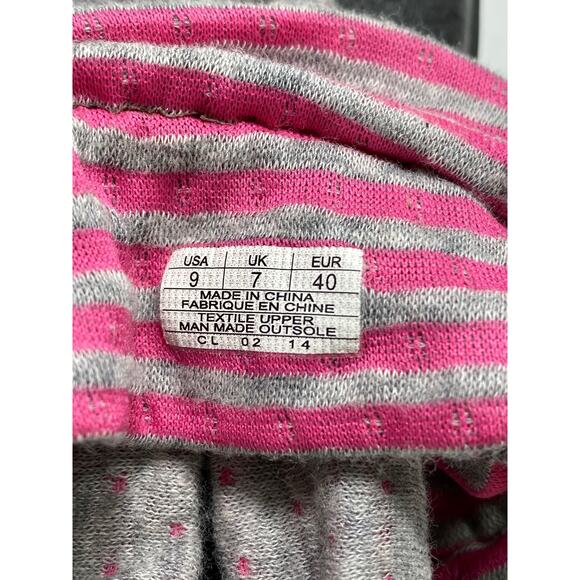 USA UK EUR
9 7 40
MADE IN CHINA
FABRIQUE EN CHINE
TEXTILE UPPER
MAN MADE OUTSOLE
CL 02 14